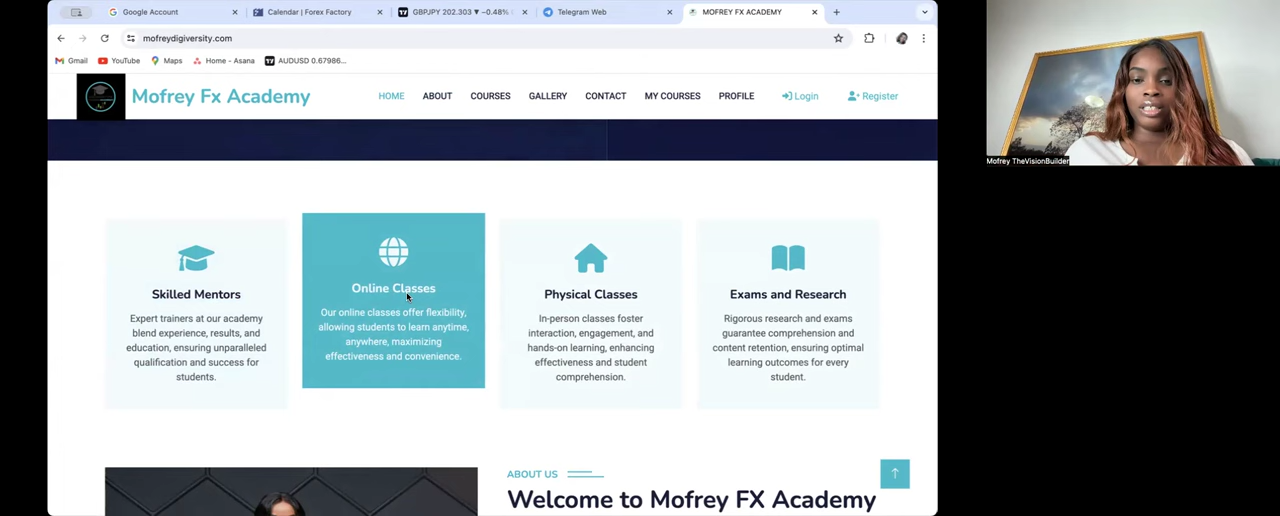 Google Account
Calendar | Forex Factory
GBPJPY 202.303 ▼ −0.48%
Telegram Web
MOFREY FX ACADEMY
mofreydigiversity.com
Gmail
YouTube
Maps
Home - Asana
AUDUSD 0.67986...
Mofrey Fx Academy
HOME
ABOUT
COURSES
GALLERY
CONTACT
MY COURSES
PROFILE
Login
Register
Skilled Mentors
Expert trainers at our academy
blend experience, results, and
education, ensuring unparalleled
qualification and success for
students.
Online Classes
Our online classes offer flexibility,
allowing students to learn anytime,
anywhere, maximizing
effectiveness and convenience.
Physical Classes
In-person classes foster
interaction, engagement, and
hands-on learning, enhancing
effectiveness and student
comprehension.
Exams and Research
Rigorous research and exams
guarantee comprehension and
content retention, ensuring optimal
learning outcomes for every
student.
ABOUT US
Welcome to Mofrey FX Academy
Mofrey TheVisionBuilder